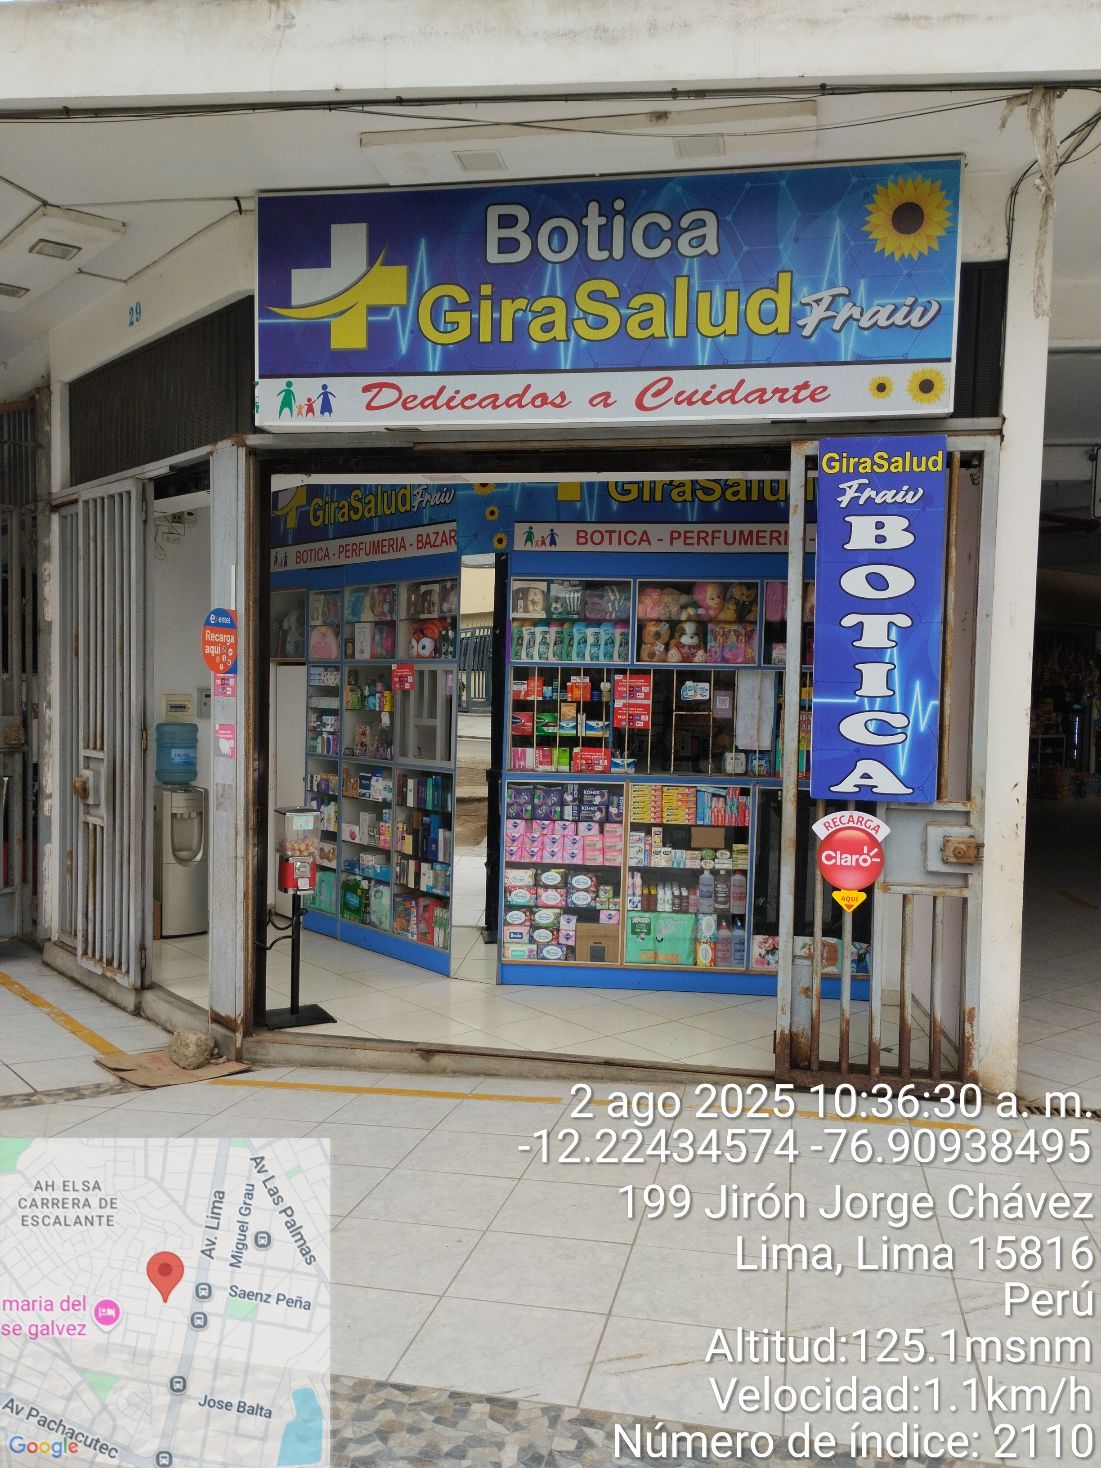 Botica
GiraSalud Fraiv
Dedicados a Cuidarte
29
GiraSalud
Fraiv
BOTICA
GiraSalud Fraiv
BOTICA - PERFUMERIA - BAZAR
GiraSalud
BOTICA - PERFUMERIA -
entel
Recarga
aquí
KOTEX
VISA
RECARGA
Claro
AQUÍ
2 ago 2025 10:36:30 a. m.
-12.22434574 -76.90938495
199 Jirón Jorge Chávez
Lima, Lima 15816
Perú
Altitud:125.1msnm
Velocidad:1.1km/h
Número de índice: 2110
AH ELSA
CARRERA DE
ESCALANTE
Av. Lima
Miguel Grau
Av Las Palmas
Saenz Peña
maria del
se galvez
Jose Balta
Av Pachacutec
Google